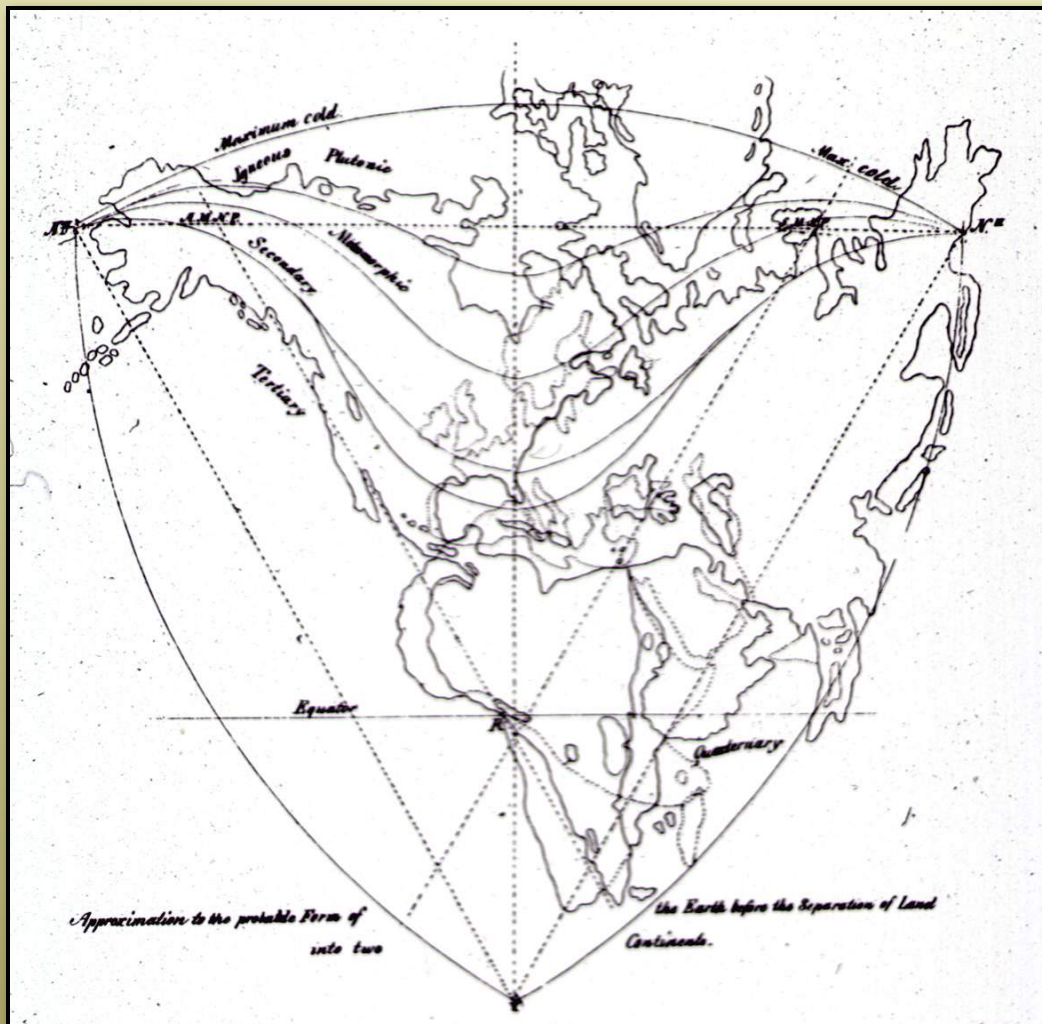 Maximum cold.
Igneous
Plutonic
Max. cold.
A.M.N.P.
Secondary
Metamorphic
Tertiary
Equator
Quaternary
Approximation to the probable Form of
the Earth before the Separation of Land
into two
Continents.